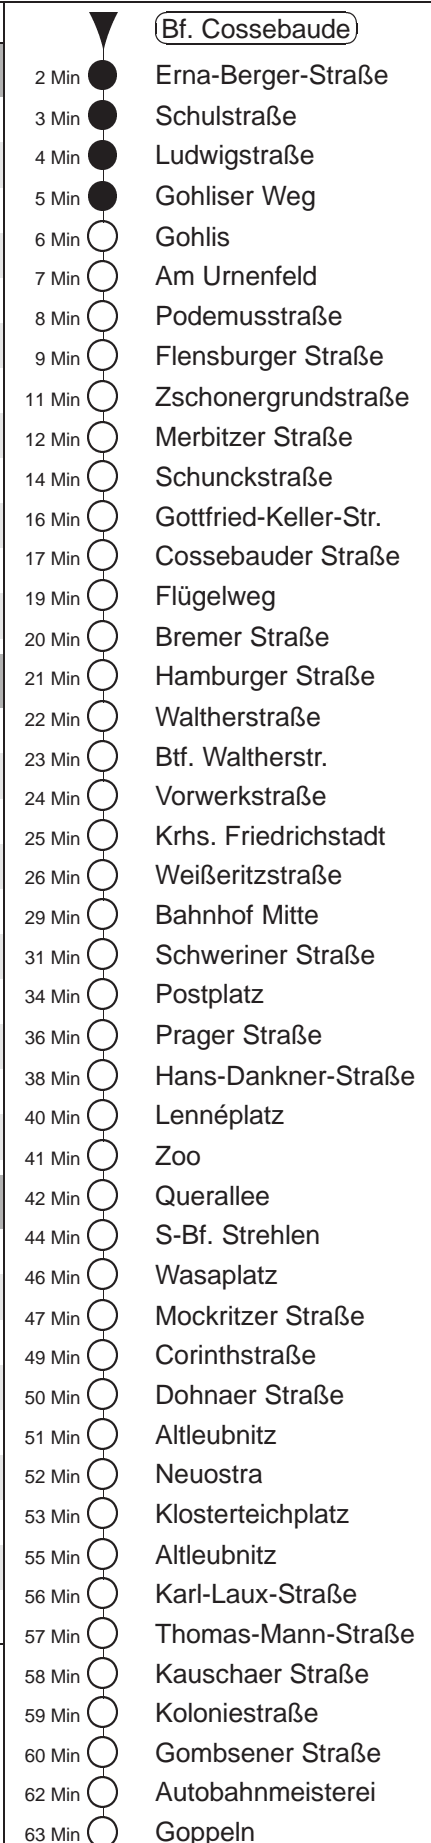 Bf. Cossebaude
2 Min Erna-Berger-Straße
3 Min Schulstraße
4 Min Ludwigstraße
5 Min Gohliser Weg
6 Min Gohlis
7 Min Am Urnenfeld
8 Min Podemusstraße
9 Min Flensburger Straße
11 Min Zschonergrundstraße
12 Min Merbitzer Straße
14 Min Schunckstraße
16 Min Gottfried-Keller-Str.
17 Min Cossebauder Straße
19 Min Flügelweg
20 Min Bremer Straße
21 Min Hamburger Straße
22 Min Waltherstraße
23 Min Btf. Waltherstr.
24 Min Vorwerkstraße
25 Min Krhs. Friedrichstadt
26 Min Weißeritzstraße
29 Min Bahnhof Mitte
31 Min Schweriner Straße
34 Min Postplatz
36 Min Prager Straße
38 Min Hans-Dankner-Straße
40 Min Lennéplatz
41 Min Zoo
42 Min Querallee
44 Min S-Bf. Strehlen
46 Min Wasaplatz
47 Min Mockritzer Straße
49 Min Corinthstraße
50 Min Dohnaer Straße
51 Min Altleubnitz
52 Min Neuostra
53 Min Klosterteichplatz
55 Min Altleubnitz
56 Min Karl-Laux-Straße
57 Min Thomas-Mann-Straße
58 Min Kauschaer Straße
59 Min Koloniestraße
60 Min Gombsener Straße
62 Min Autobahnmeisterei
63 Min Goppeln